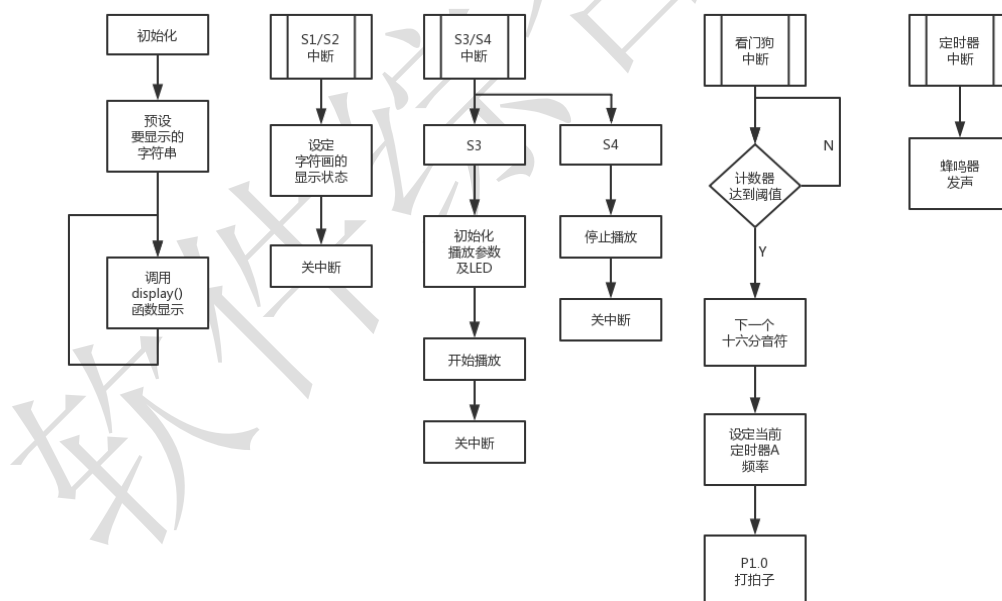 初始化
预设
要显示的
字符串
调用
display()
函数显示
S1/S2
中断
设定
字符画的
显示状态
关中断
S3/S4
中断
S3
初始化
播放参数
及LED
开始播放
关中断
S4
停止播放
关中断
看门狗
中断
N
计数器
达到阈值
Y
下一个
十六分音符
设定当前
定时器A
频率
P1.0
打拍子
定时器
中断
蜂鸣器
发声
软件综合